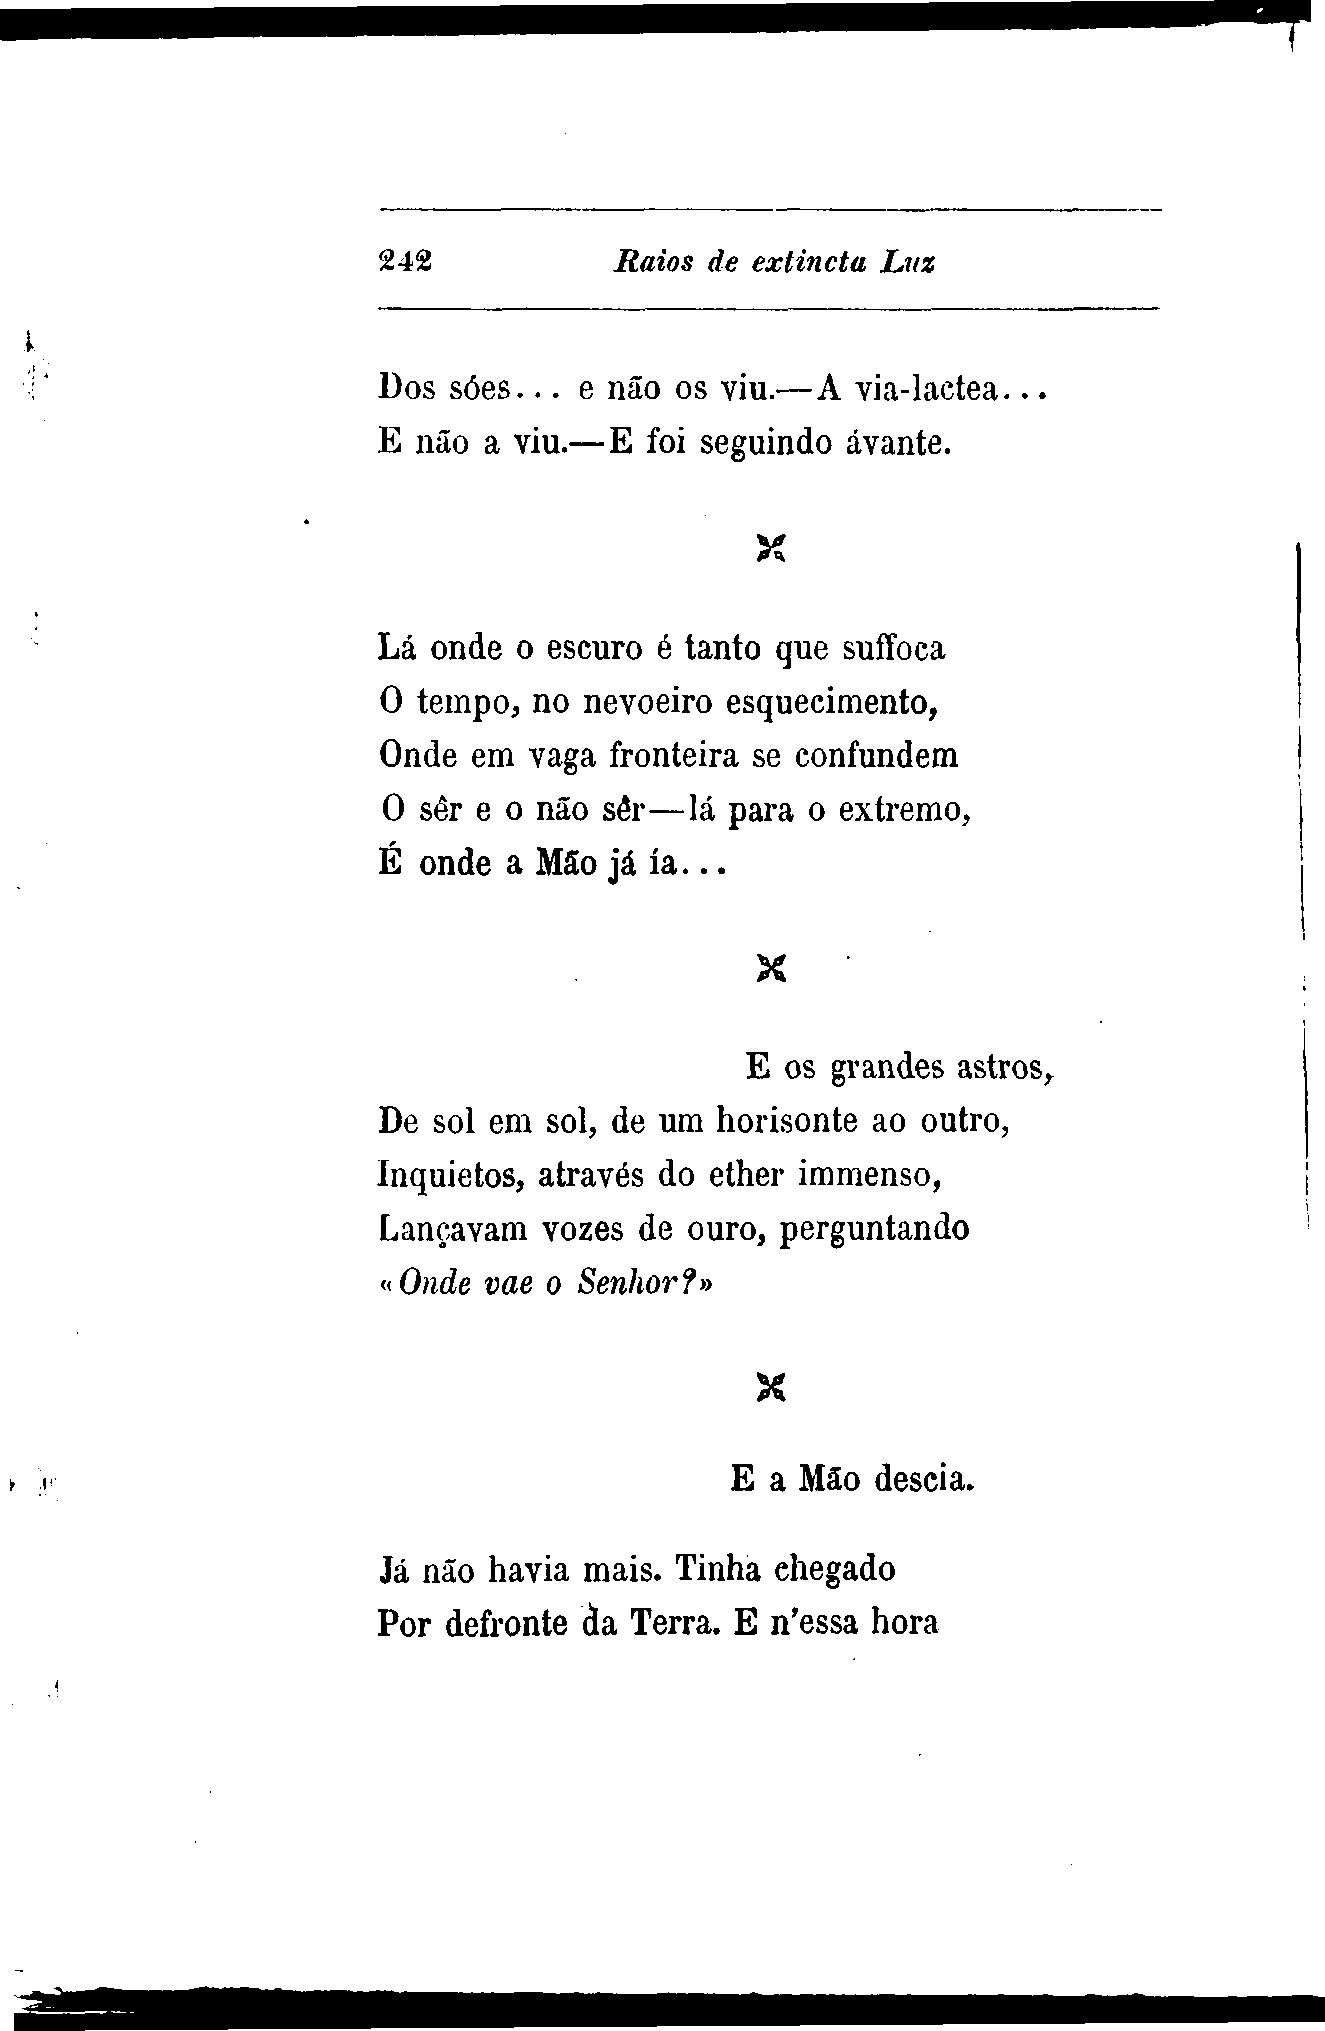 242 Raios de extincta Luz
Dos sóes... e não os viu.—A via-lactea...
E não a viu.—E foi seguindo ávante.
Lá onde o escuro é tanto que suffoca
O tempo, no nevoeiro esquecimento,
Onde em vaga fronteira se confundem
O sêr e o não sêr—lá para o extremo,
É onde a Mão já ía...
E os grandes astros,
De sol em sol, de um horisonte ao outro,
Inquietos, através do ether immenso,
Lançavam vozes de ouro, perguntando
«Onde vae o Senhor?»
E a Mão descia.
Já não havia mais. Tinha chegado
Por defronte da Terra. E n'essa hora